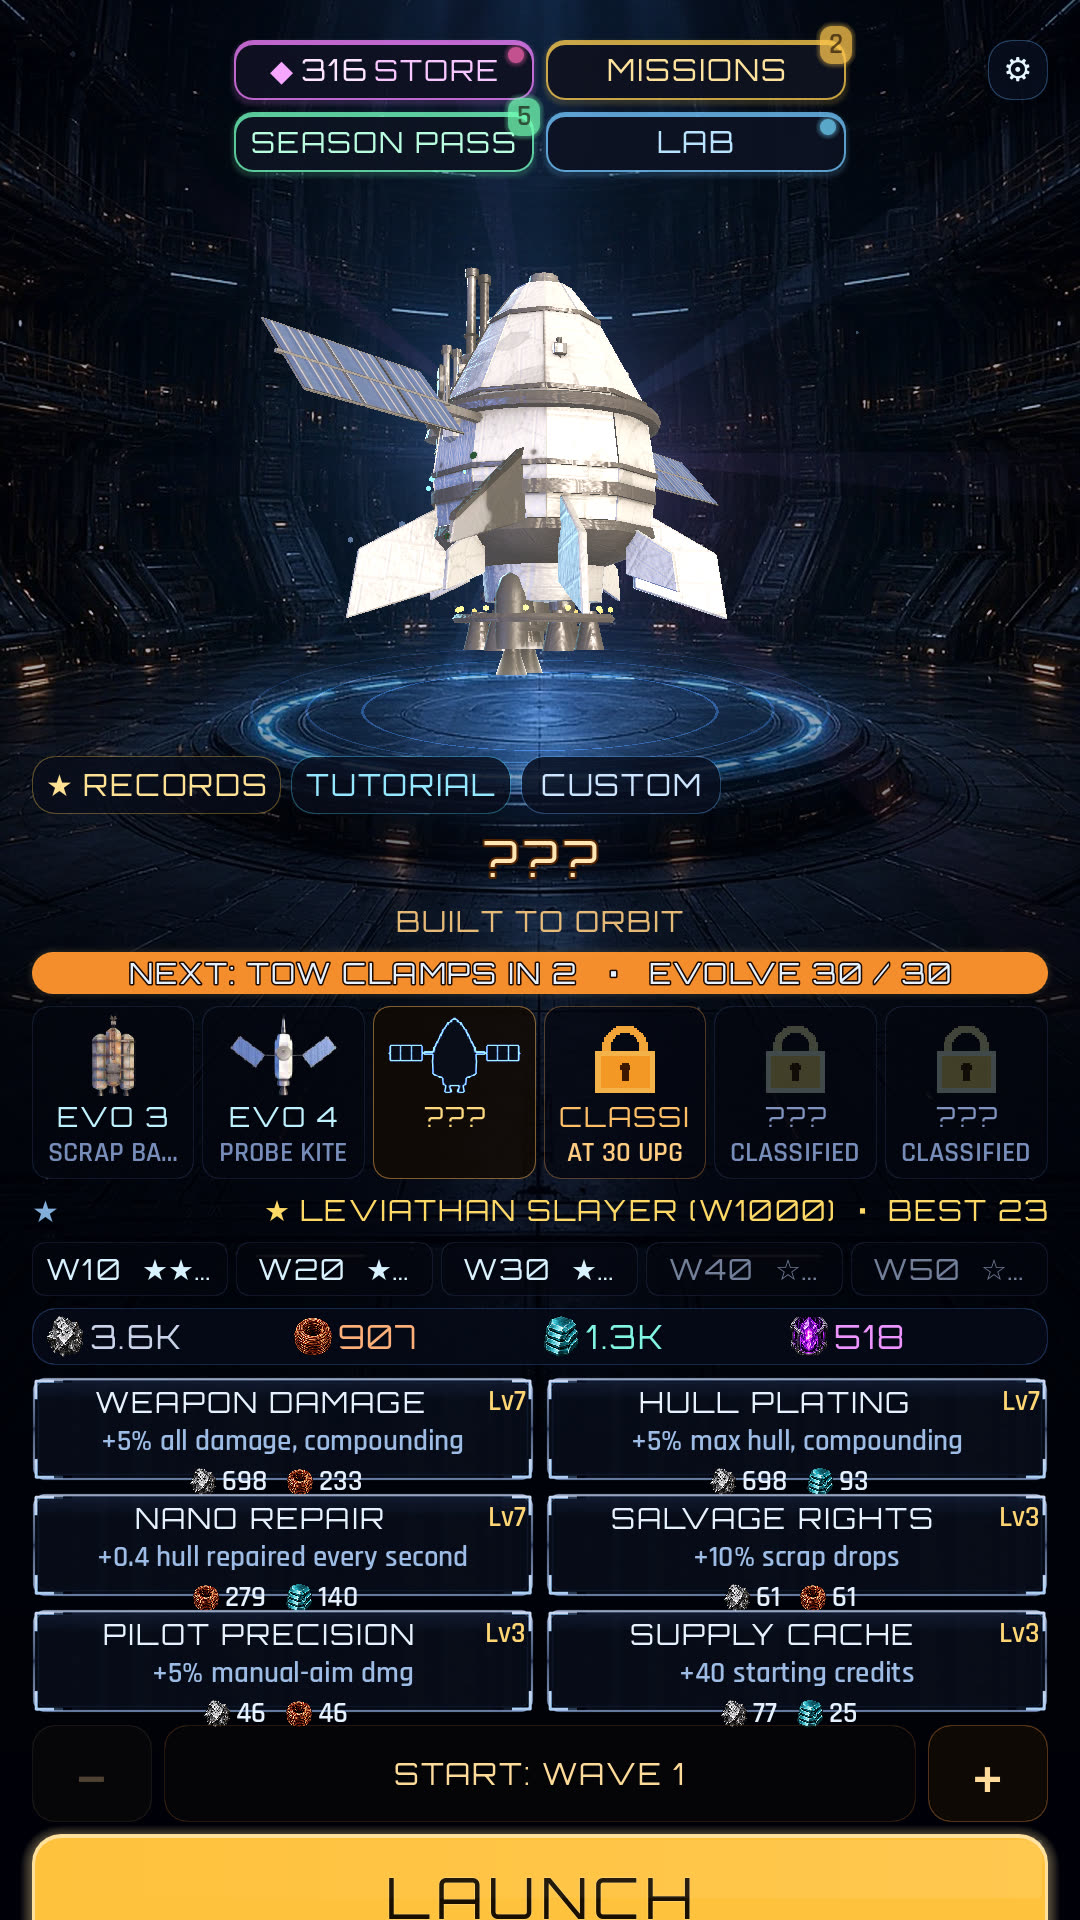 ◆ 316 STORE
MISSIONS 2
SEASON PASS 5
LAB
★ RECORDS
TUTORIAL
CUSTOM
???
BUILT TO ORBIT
NEXT: TOW CLAMPS IN 2 · EVOLVE 30 / 30
EVO 3
SCRAP BA...
EVO 4
PROBE KITE
???
CLASSI
AT 30 UPG
???
CLASSIFIED
???
CLASSIFIED
★ ★ LEVIATHAN SLAYER (W1000) · BEST 23
W10 ★★... W20 ★... W30 ★... W40 ☆... W50 ☆...
3.6K 907 1.3K 518
WEAPON DAMAGE Lv7
+5% all damage, compounding
698 233
HULL PLATING Lv7
+5% max hull, compounding
698 93
NANO REPAIR Lv7
+0.4 hull repaired every second
279 140
SALVAGE RIGHTS Lv3
+10% scrap drops
61 61
PILOT PRECISION Lv3
+5% manual-aim dmg
46 46
SUPPLY CACHE Lv3
+40 starting credits
77 25
− START: WAVE 1 +
LAUNCH